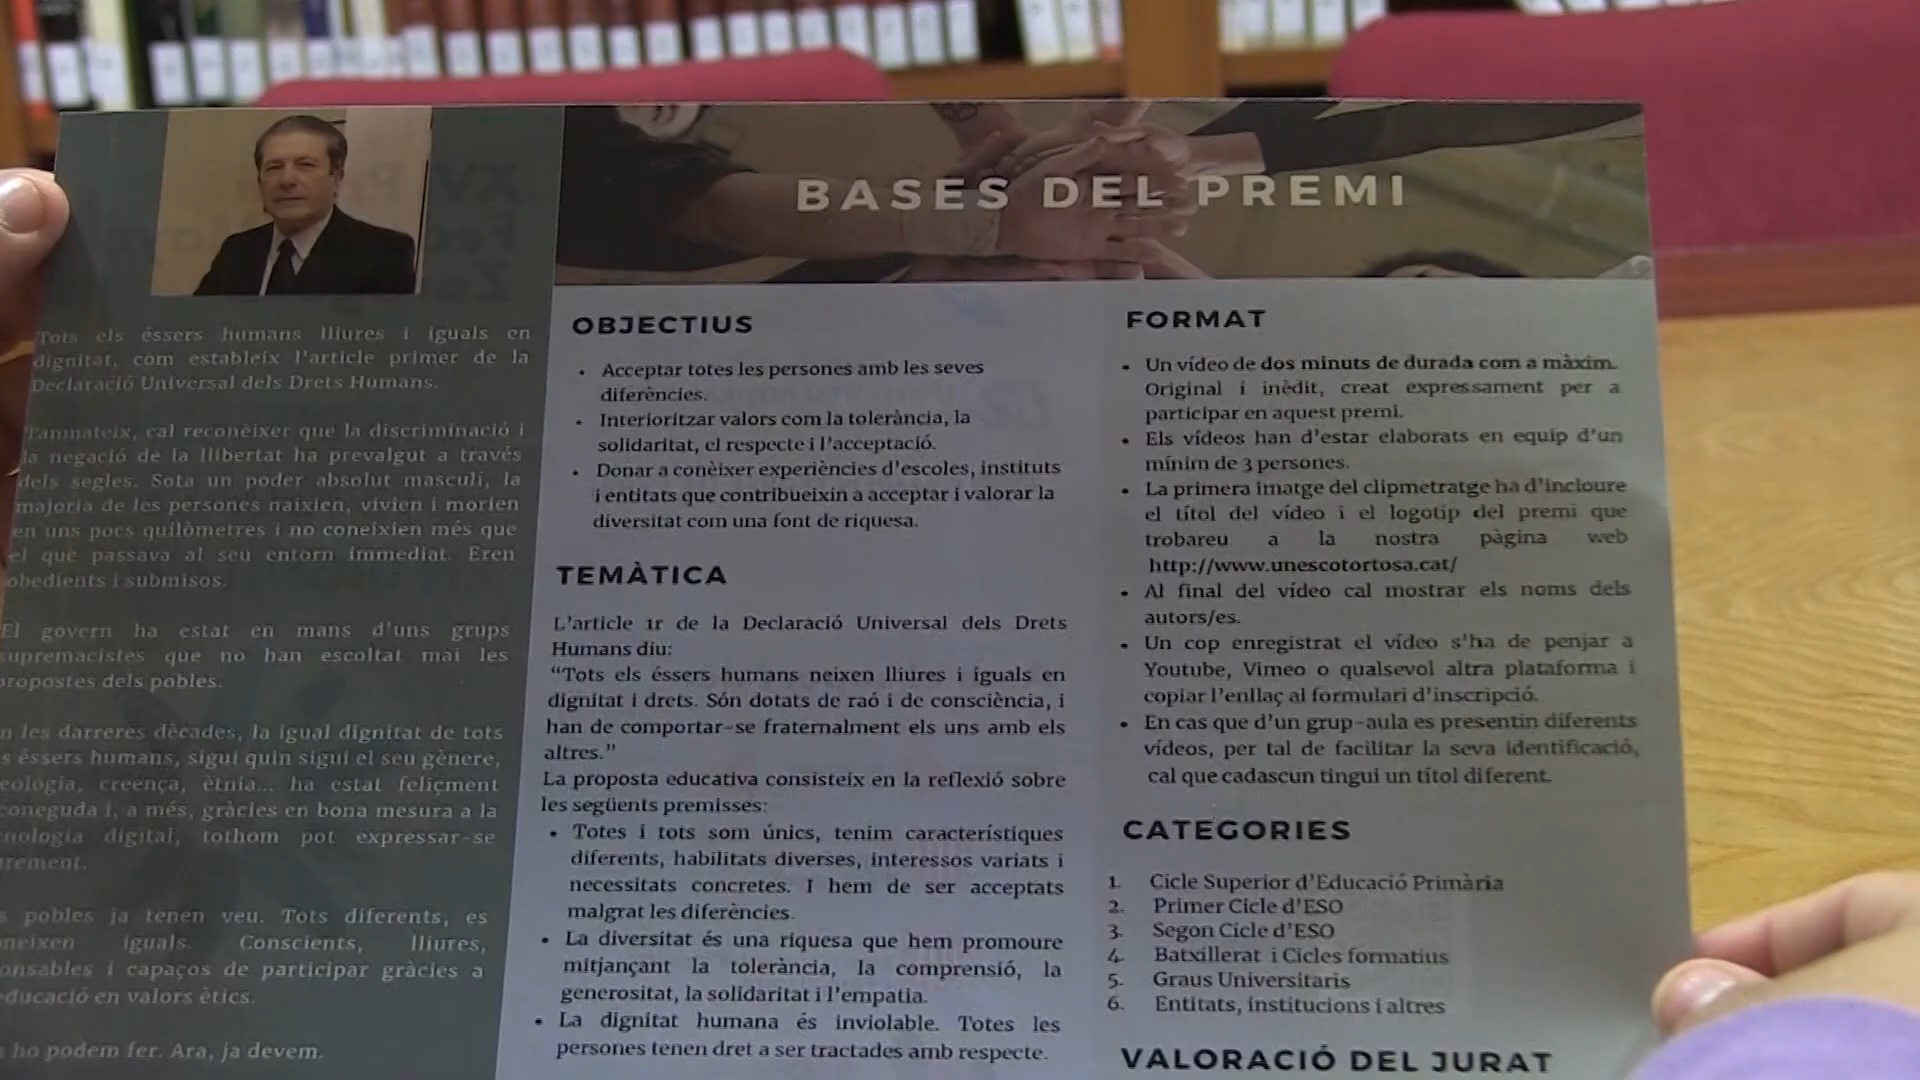 Tots els éssers humans lliures i iguals en
dignitat, com estableix l'article primer de la
Declaració Universal dels Drets Humans.
Tanmateix, cal reconèixer que la discriminació i
la negació de la llibertat ha prevalgut a través
dels segles. Sota un poder absolut masculí, la
majoria de les persones naixien, vivien i morien
en uns pocs quilòmetres i no coneixien més que
el que passava al seu entorn immediat. Eren
obedients i submisos.
El govern ha estat en mans d'uns grups
supremacistes que no han escoltat mai les
propostes dels pobles.
les darreres dècades, la igual dignitat de tots
éssers humans, sigui quin sigui el seu gènere,
creença, ètnia... ha estat feliçment
i, a més, gràcies en bona mesura a la
digital, tothom pot expressar-se
pobles ja tenen veu. Tots diferents, es
iguals. Conscients, lliures,
i capaços de participar gràcies a
en valors ètics.
ho podem fer. Ara, ja devem.
BASES DEL PREMI
OBJECTIUS
• Acceptar totes les persones amb les seves
diferències.
• Interioritzar valors com la tolerància, la
solidaritat, el respecte i l'acceptació.
• Donar a conèixer experiències d'escoles, instituts
i entitats que contribueixin a acceptar i valorar la
diversitat com una font de riquesa.
TEMÀTICA
L'article 1r de la Declaració Universal dels Drets
Humans diu:
“Tots els éssers humans neixen lliures i iguals en
dignitat i drets. Són dotats de raó i de consciència, i
han de comportar-se fraternalment els uns amb els
altres.”
La proposta educativa consisteix en la reflexió sobre
les següents premisses:
• Totes i tots som únics, tenim característiques
diferents, habilitats diverses, interessos variats i
necessitats concretes. I hem de ser acceptats
malgrat les diferències.
• La diversitat és una riquesa que hem promoure
mitjançant la tolerància, la comprensió, la
generositat, la solidaritat i l'empatia.
• La dignitat humana és inviolable. Totes les
persones tenen dret a ser tractades amb respecte.
FORMAT
• Un vídeo de dos minuts de durada com a màxim.
Original i inèdit, creat expressament per a
participar en aquest premi.
• Els vídeos han d'estar elaborats en equip d'un
mínim de 3 persones.
• La primera imatge del clipmetratge ha d'incloure
el títol del vídeo i el logotip del premi que
trobareu a la nostra pàgina web
http://www.unescotortosa.cat/
• Al final del vídeo cal mostrar els noms dels
autors/es.
• Un cop enregistrat el vídeo s'ha de penjar a
Youtube, Vimeo o qualsevol altra plataforma i
copiar l'enllaç al formulari d'inscripció.
• En cas que d'un grup-aula es presentin diferents
vídeos, per tal de facilitar la seva identificació,
cal que cadascun tingui un títol diferent.
CATEGORIES
1. Cicle Superior d'Educació Primària
2. Primer Cicle d'ESO
3. Segon Cicle d'ESO
4. Batxillerat i Cicles formatius
5. Graus Universitaris
6. Entitats, institucions i altres
VALORACIÓ DEL JURAT